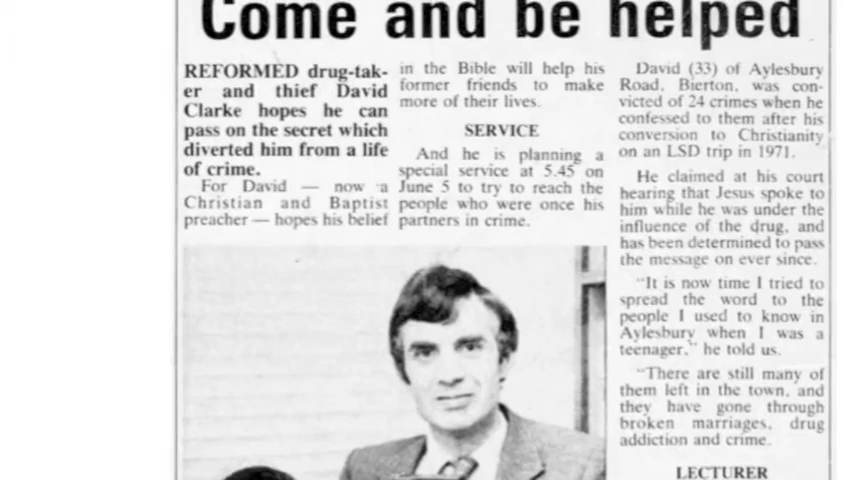 Come and be helped
REFORMED drug-tak-
er and thief David
Clarke hopes he can
pass on the secret which
diverted him from a life
of crime.
For David — now a
Christian and Baptist
preacher — hopes his belief
in the Bible will help his
former friends to make
more of their lives.
SERVICE
And he is planning a
special service at 5.45 on
June 5 to try to reach the
people who were once his
partners in crime.
David (33) of Aylesbury
Road, Bierton, was con-
victed of 24 crimes when he
confessed to them after his
conversion to Christianity
on an LSD trip in 1971.
He claimed at his court
hearing that Jesus spoke to
him while he was under the
influence of the drug, and
has been determined to pass
the message on ever since.
"It is now time I tried to
spread the word to the
people I used to know in
Aylesbury when I was a
teenager," he told us.
"There are still many of
them left in the town, and
they have gone through
broken marriages, drug
addiction and crime.
LECTURER